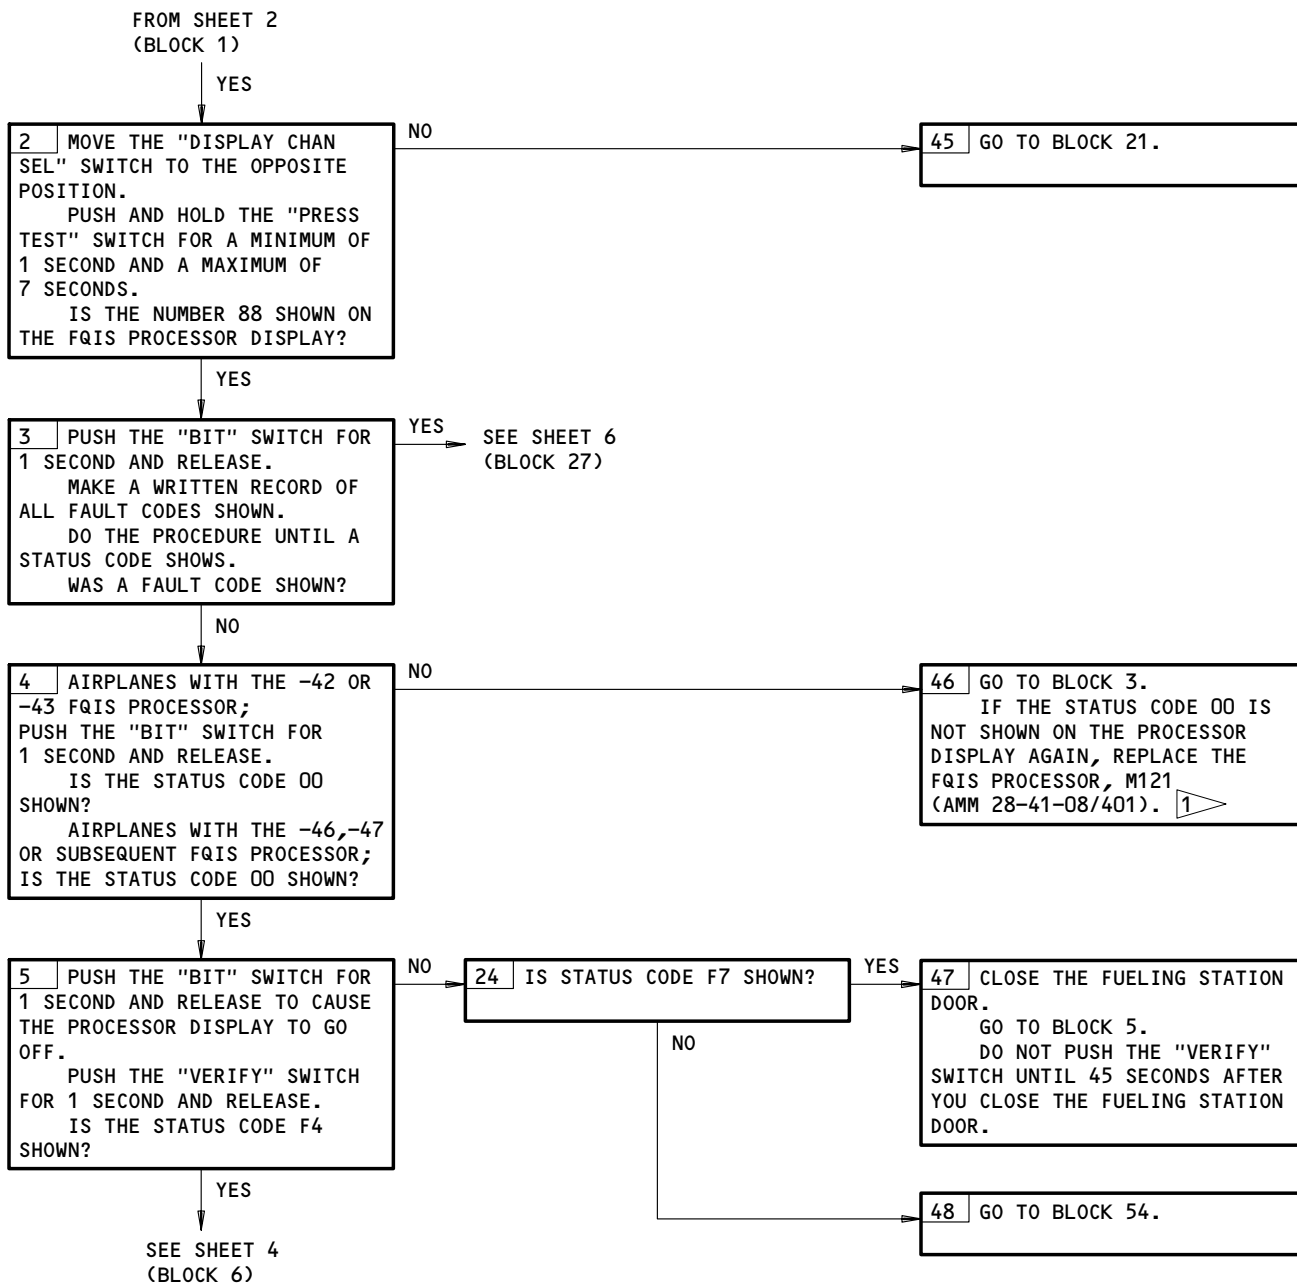 FROM SHEET 2
(BLOCK 1)
YES
2 MOVE THE "DISPLAY CHAN
SEL" SWITCH TO THE OPPOSITE
POSITION.
PUSH AND HOLD THE "PRESS
TEST" SWITCH FOR A MINIMUM OF
1 SECOND AND A MAXIMUM OF
7 SECONDS.
IS THE NUMBER 88 SHOWN ON
THE FQIS PROCESSOR DISPLAY?
NO
45 GO TO BLOCK 21.
YES
3 PUSH THE "BIT" SWITCH FOR
1 SECOND AND RELEASE.
MAKE A WRITTEN RECORD OF
ALL FAULT CODES SHOWN.
DO THE PROCEDURE UNTIL A
STATUS CODE SHOWS.
WAS A FAULT CODE SHOWN?
YES
SEE SHEET 6
(BLOCK 27)
NO
4 AIRPLANES WITH THE -42 OR
-43 FQIS PROCESSOR;
PUSH THE "BIT" SWITCH FOR
1 SECOND AND RELEASE.
IS THE STATUS CODE 00
SHOWN?
AIRPLANES WITH THE -46,-47
OR SUBSEQUENT FQIS PROCESSOR;
IS THE STATUS CODE 00 SHOWN?
NO
46 GO TO BLOCK 3.
IF THE STATUS CODE 00 IS
NOT SHOWN ON THE PROCESSOR
DISPLAY AGAIN, REPLACE THE
FQIS PROCESSOR, M121
(AMM 28-41-08/401). 1
YES
5 PUSH THE "BIT" SWITCH FOR
1 SECOND AND RELEASE TO CAUSE
THE PROCESSOR DISPLAY TO GO
OFF.
PUSH THE "VERIFY" SWITCH
FOR 1 SECOND AND RELEASE.
IS THE STATUS CODE F4
SHOWN?
NO
24 IS STATUS CODE F7 SHOWN?
YES
47 CLOSE THE FUELING STATION
DOOR.
GO TO BLOCK 5.
DO NOT PUSH THE "VERIFY"
SWITCH UNTIL 45 SECONDS AFTER
YOU CLOSE THE FUELING STATION
DOOR.
NO
48 GO TO BLOCK 54.
YES
SEE SHEET 4
(BLOCK 6)